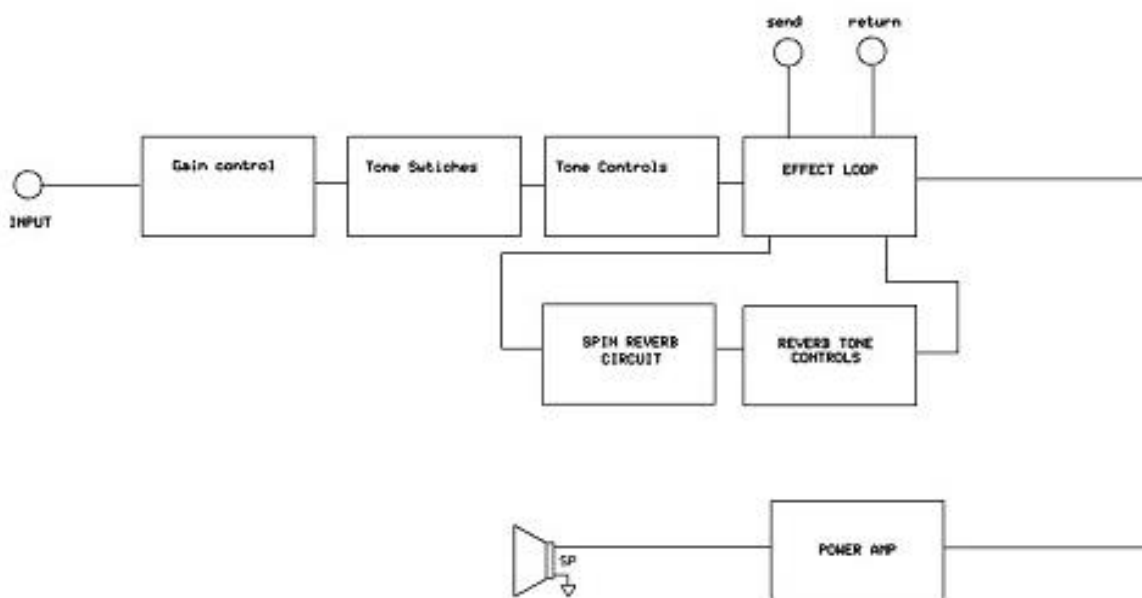 send return
Gain control
Tone Swtiches
Tone Controls
EFFECT LOOP
INPUT
SPIN REVERB
CIRCUIT
REVERB TONE
CONTROLS
SP
POWER AMP